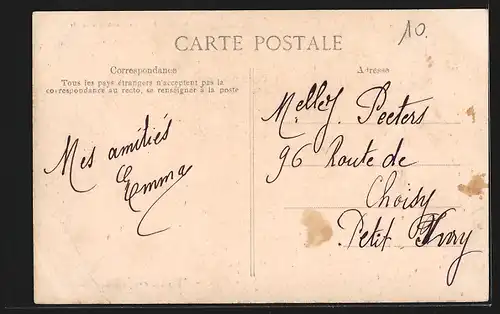 10.
CARTE POSTALE
Correspondance
Tous les pays étrangers n'acceptent pas la
correspondance au recto, se renseigner à la poste
Mes amitiés
Emma
Adresse
Melle J. Peeters
96 Route de
Choisy
Petit Ivry